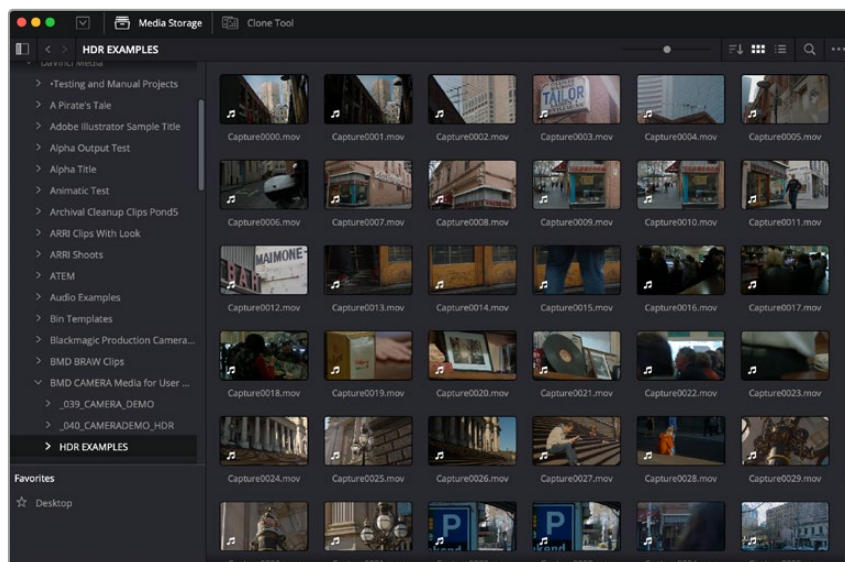 Media Storage
Clone Tool
HDR EXAMPLES
DaVinci Media
•Testing and Manual Projects
A Pirate's Tale
Adobe Illustrator Sample Title
Alpha Output Test
Alpha Title
Animatic Test
Archival Cleanup Clips Pond5
ARRI Clips With Look
ARRI Shoots
ATEM
Audio Examples
Bin Templates
Blackmagic Production Camera...
BMD BRAW Clips
BMD CAMERA Media for User ...
_039_CAMERA_DEMO
_040_CAMERADEMO_HDR
HDR EXAMPLES
Favorites
Desktop
TAILOR
Capture0000.mov
Capture0001.mov
Capture0002.mov
Capture0003.mov
Capture0004.mov
Capture0005.mov
Capture0006.mov
Capture0007.mov
Capture0008.mov
Capture0009.mov
Capture0010.mov
Capture0011.mov
MAIMONE
BAR
Capture0012.mov
Capture0013.mov
Capture0014.mov
Capture0015.mov
Capture0016.mov
Capture0017.mov
Capture0018.mov
Capture0019.mov
Capture0020.mov
Capture0021.mov
Capture0022.mov
Capture0023.mov
Capture0024.mov
Capture0025.mov
Capture0026.mov
Capture0027.mov
Capture0028.mov
Capture0029.mov
P
P